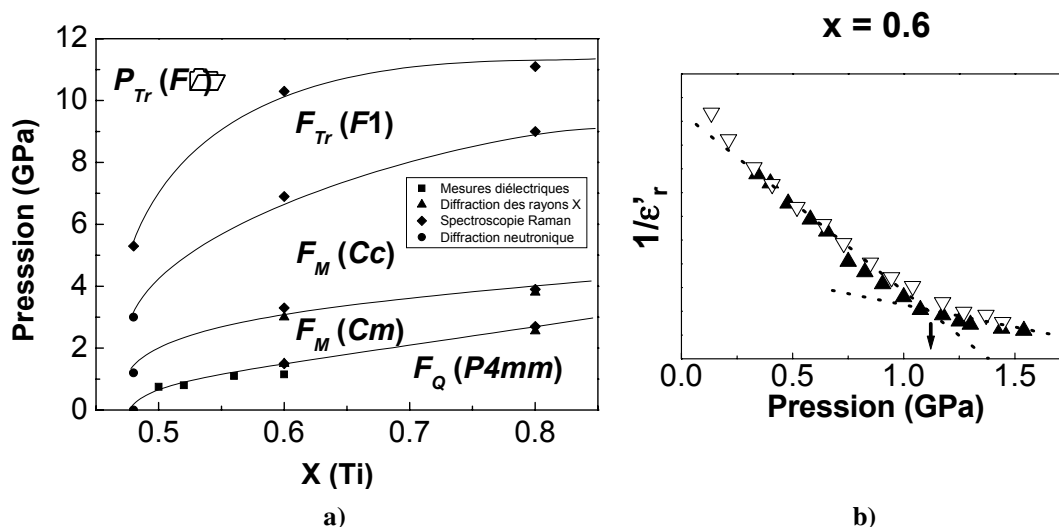 x = 0.6
12
10
8
6
4
2
0
Presssion (GPa)
P_Tr (F
F_Tr (F1)
F_M (Cc)
F_M (Cm)
F_Q (P4mm)
Mesures diélectriques
Diffraction des rayons X
Spectroscopie Raman
Diffraction neutronique
0.5 0.6 0.7 0.8
X (Ti)
a)
1/ε'_r
0.0 0.5 1.0 1.5
Pression (GPa)
b)